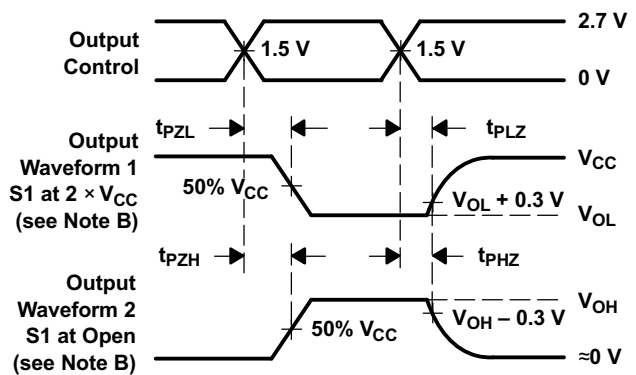 2.7 V
Output
Control
1.5 V
1.5 V
0 V
Output
Waveform 1
S1 at 2 × VCC
(see Note B)
tPZL
tPLZ
VCC
50% VCC
VOL + 0.3 V
VOL
tPZH
tPHZ
Output
Waveform 2
S1 at Open
(see Note B)
VOH
VOH – 0.3 V
50% VCC
≈0 V